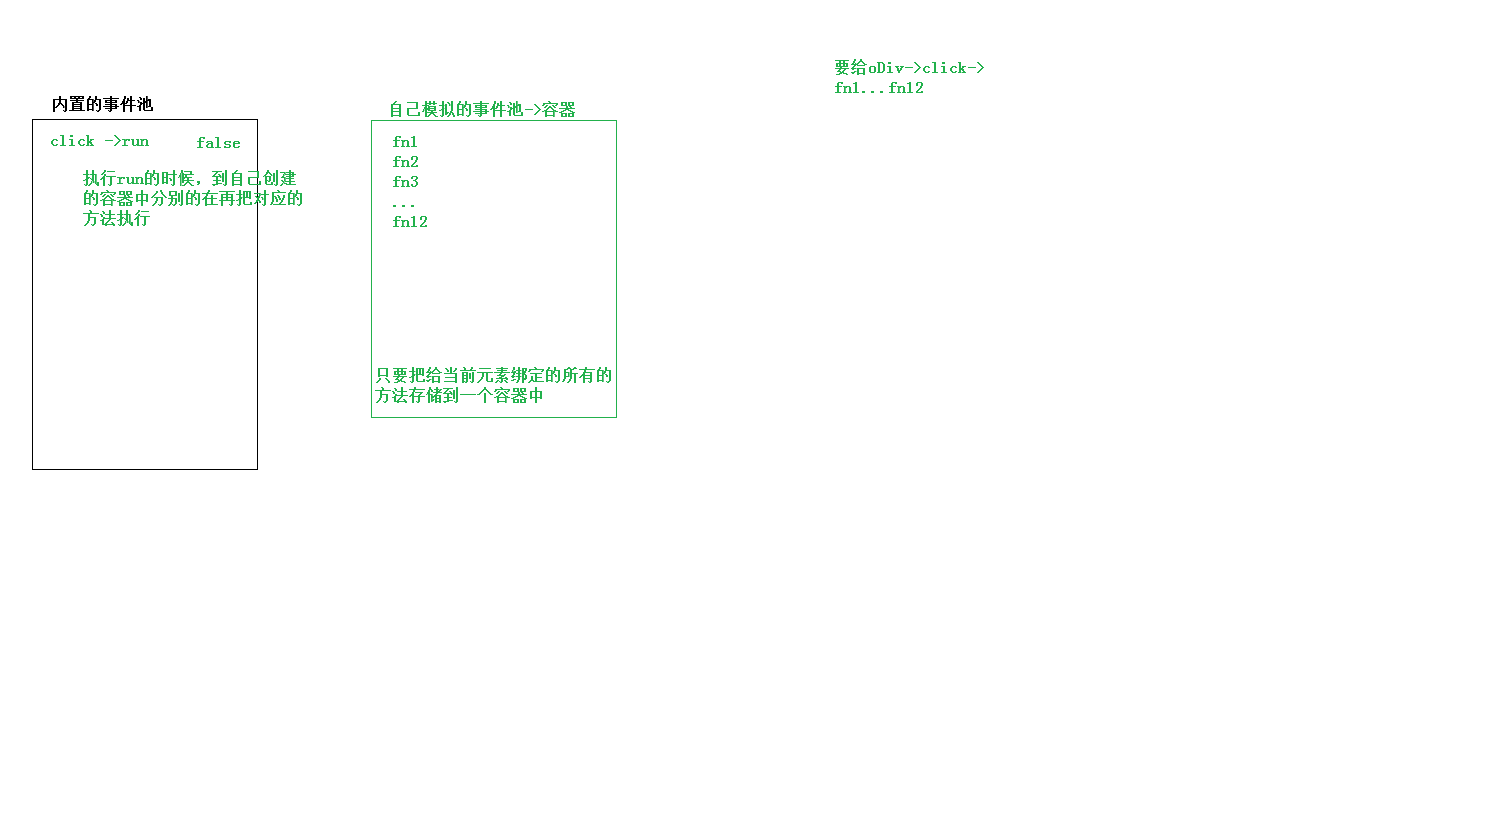 要给oDiv->click->
fn1...fn12
内置的事件池
click ->run
false
执行run的时候，到自己创建
的容器中分别的在再把对应的
方法执行
自己模拟的事件池->容器
fn1
fn2
fn3
...
fn12
只要把给当前元素绑定的所有的
方法存储到一个容器中